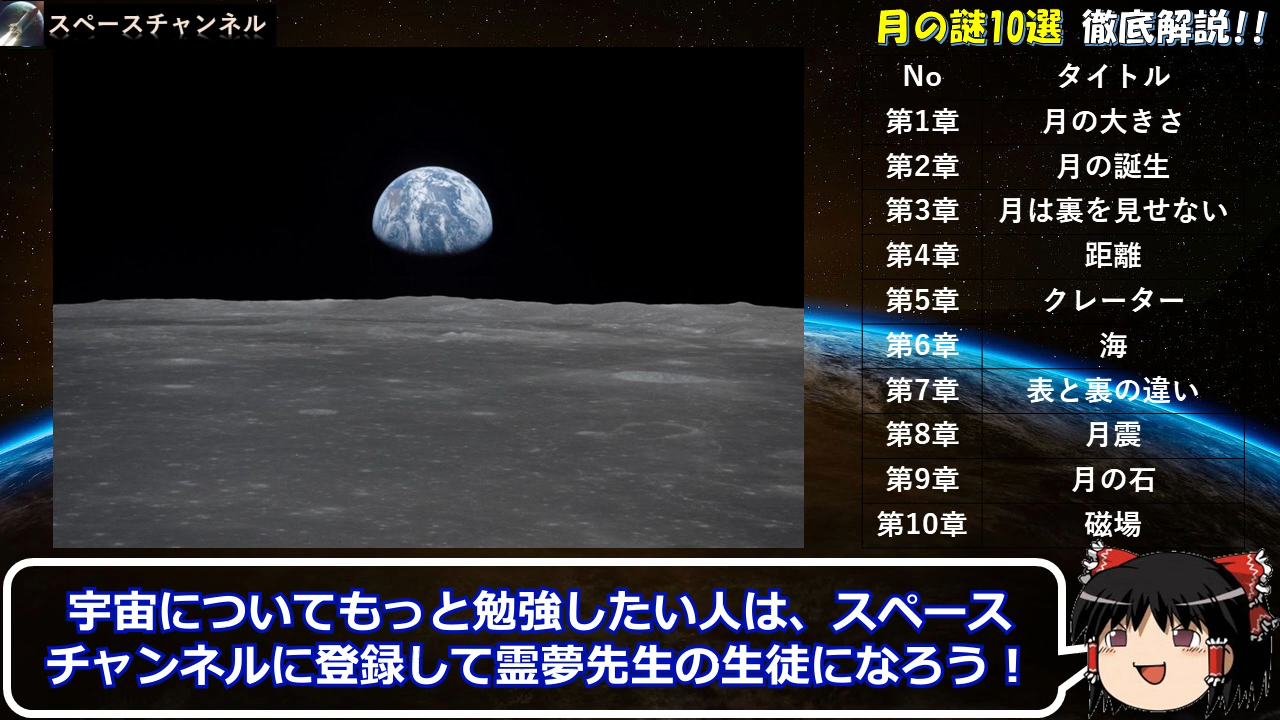 スペースチャンネル
月の謎10選 徹底解説!!
No タイトル
第1章 月の大きさ
第2章 月の誕生
第3章 月は裏を見せない
第4章 距離
第5章 クレーター
第6章 海
第7章 表と裏の違い
第8章 月震
第9章 月の石
第10章 磁場
宇宙についてもっと勉強したい人は、スペース
チャンネルに登録して霊夢先生の生徒になろう！